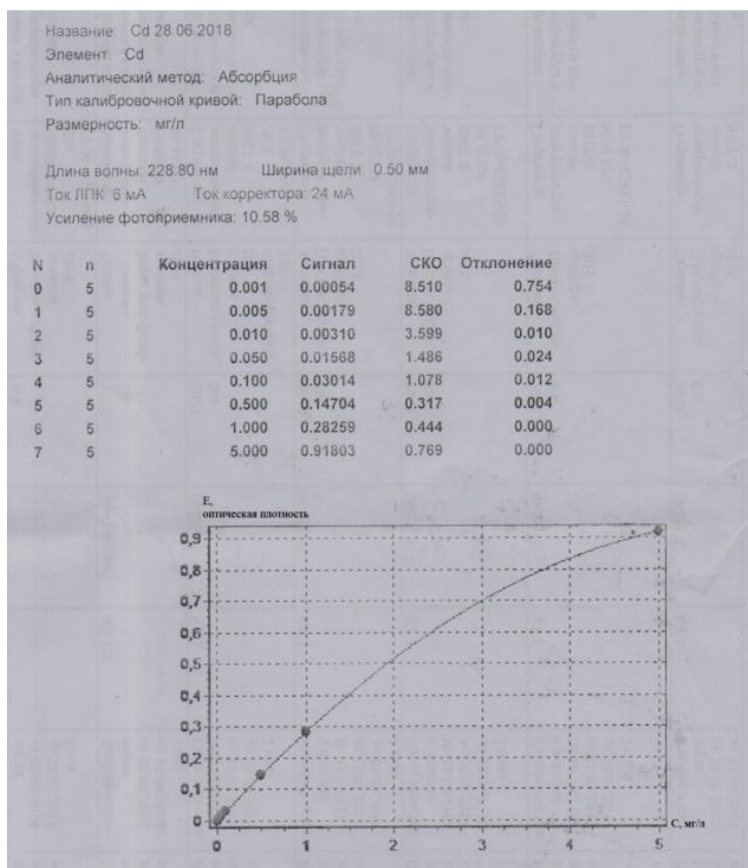 Название: Cd 28.06.2018
Элемент: Cd
Аналитический метод: Абсорбция
Тип калибровочной кривой: Парабола
Размерность: мг/л
Длина волны: 228.80 нм Ширина щели: 0.50 мм
Ток ЛПК: 6 мА Ток корректора: 24 мА
Усиление фотоприемника: 10.58 %
N n Концентрация Сигнал СКО Отклонение
0 5 0.001 0.00054 8.510 0.754
1 5 0.005 0.00179 8.580 0.168
2 5 0.010 0.00310 3.599 0.010
3 5 0.050 0.01568 1.486 0.024
4 5 0.100 0.03014 1.078 0.012
5 5 0.500 0.14704 0.317 0.004
6 5 1.000 0.28259 0.444 0.000
7 5 5.000 0.91803 0.769 0.000
E,
оптическая плотность
0,9
0,8
0,7
0,6
0,5
0,4
0,3
0,2
0,1
0
0 1 2 3 4 5 C, мг/л